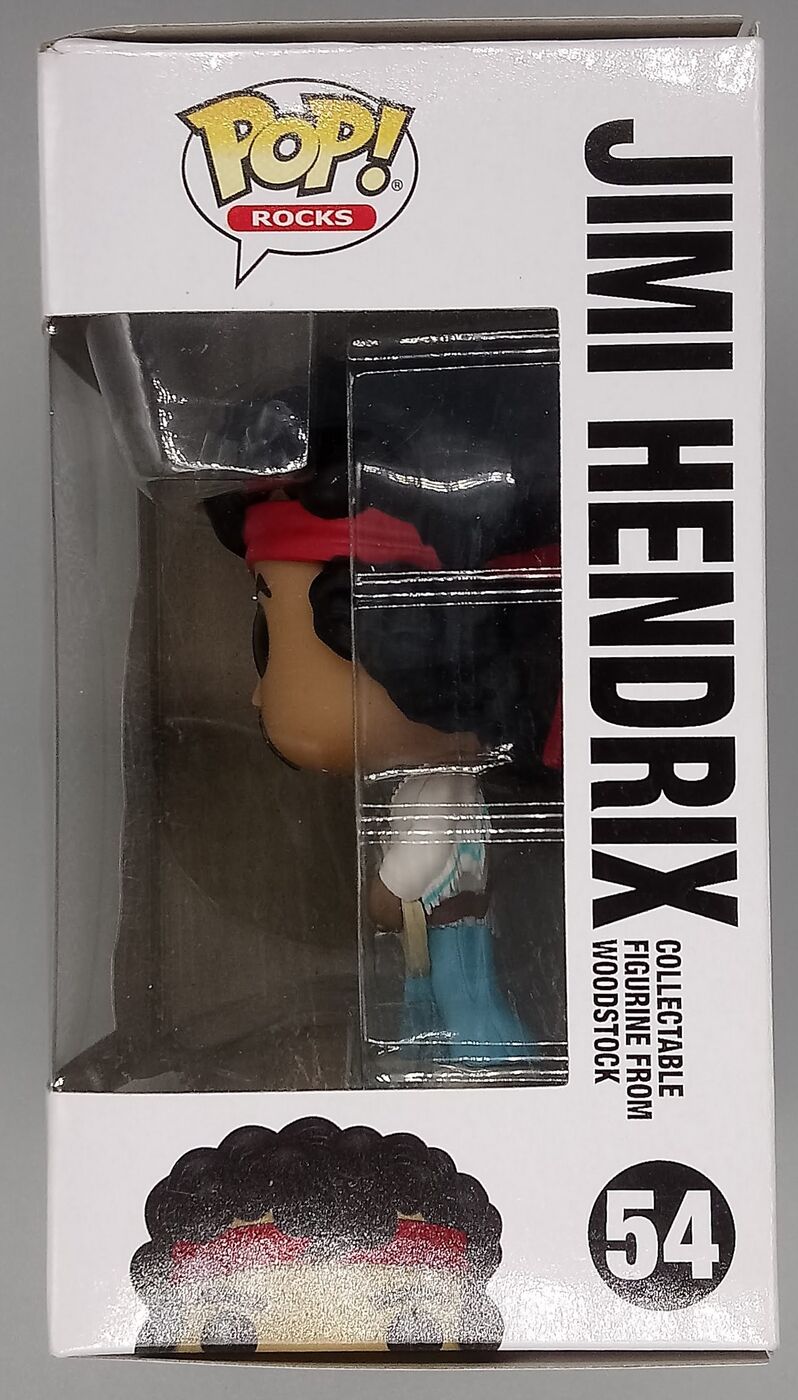 POP!®
ROCKS
JIMI HENDRIX
COLLECTABLE
FIGURINE FROM
WOODSTOCK
54